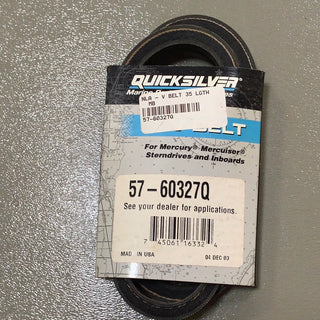 QUICKSILVER®
Marine
NLA - V BELT 35 LGTH
MB
57-60327Q
BELT
For Mercury® Mercruiser®
Sterndrives and Inboards
57-60327Q
See your dealer for applications.
7 45061 16332 4
MADE IN USA
04 DEC 03